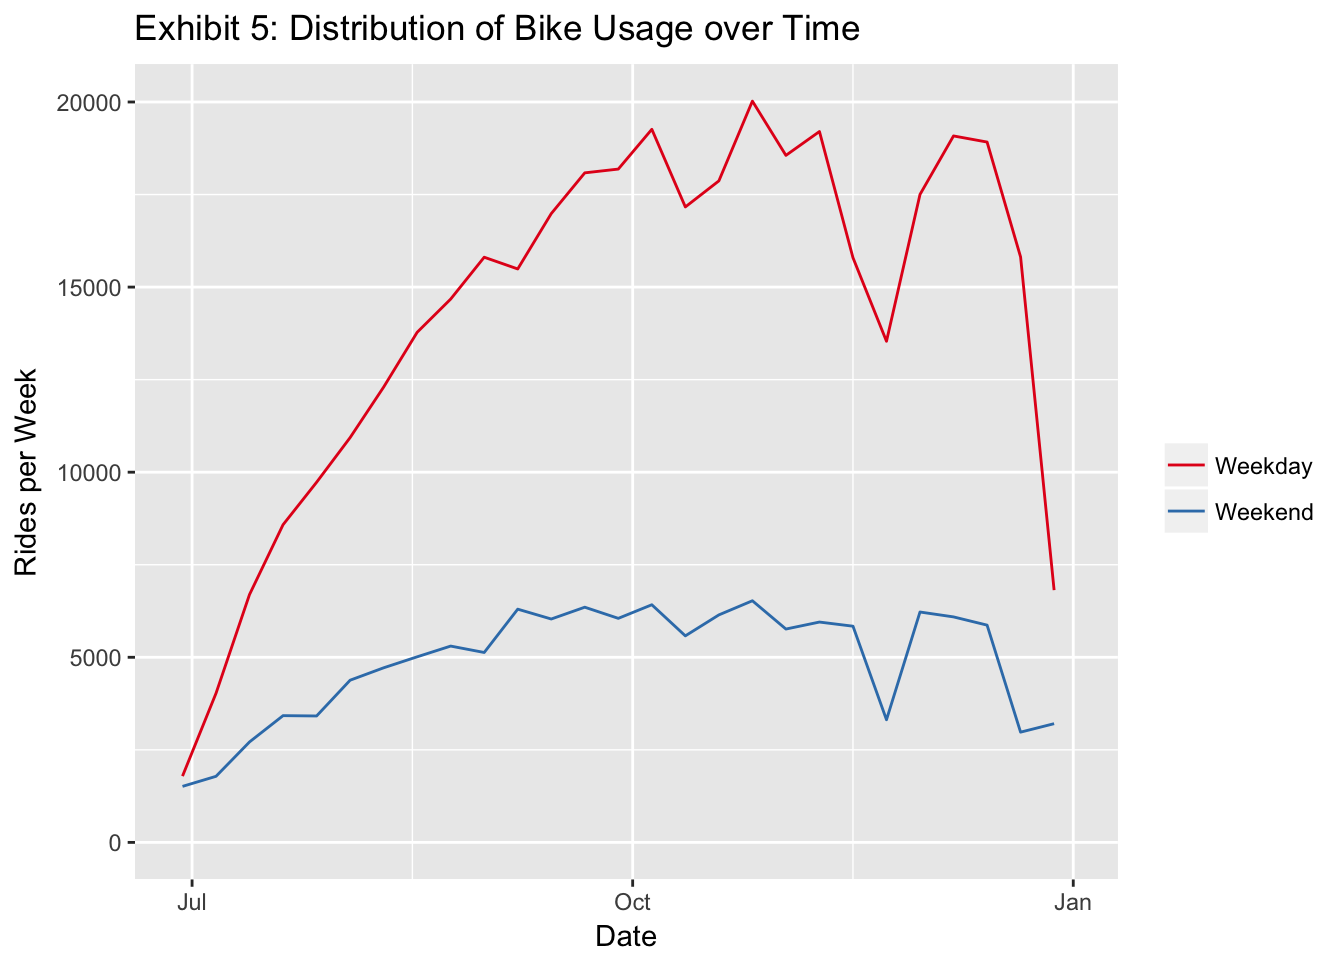 Exhibit 5: Distribution of Bike Usage over Time
20000
15000
10000
5000
0
Rides per Week
Jul
Oct
Jan
Date
Weekday
Weekend